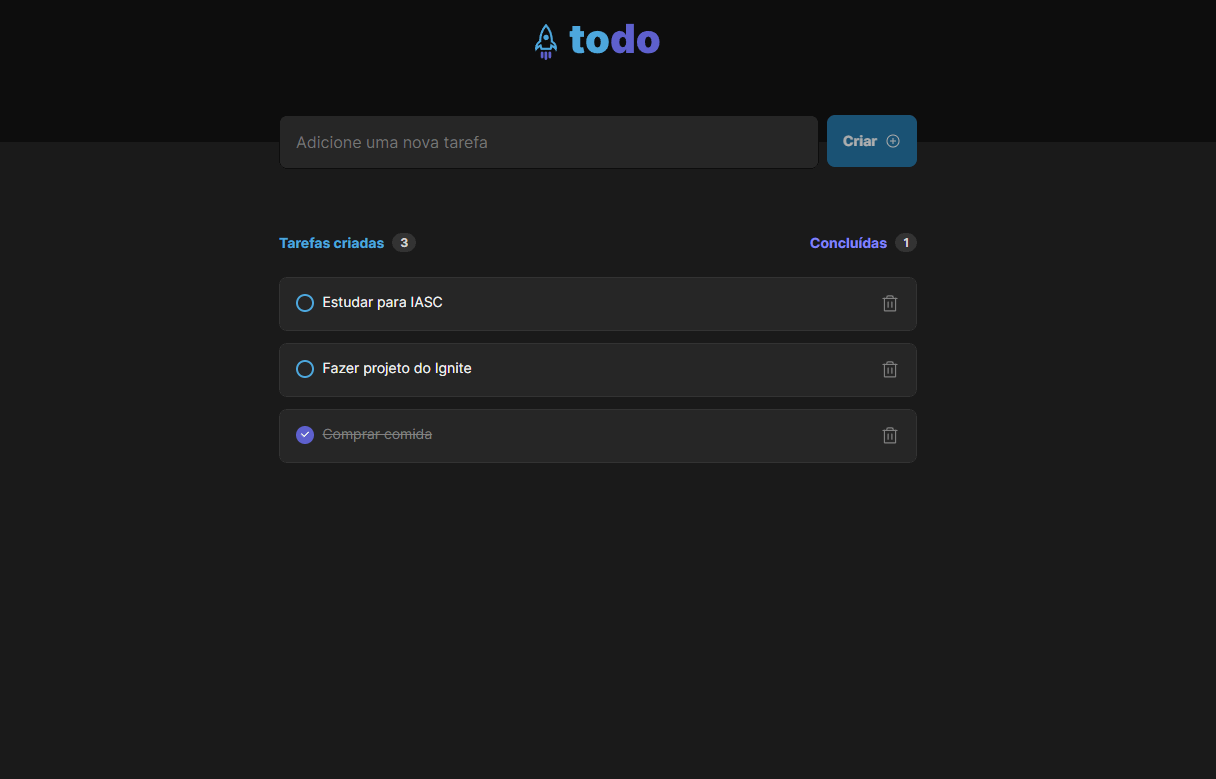 todo
Adicione uma nova tarefa
Criar
Tarefas criadas 3
Concluídas 1
Estudar para IASC
Fazer projeto do Ignite
Comprar comida